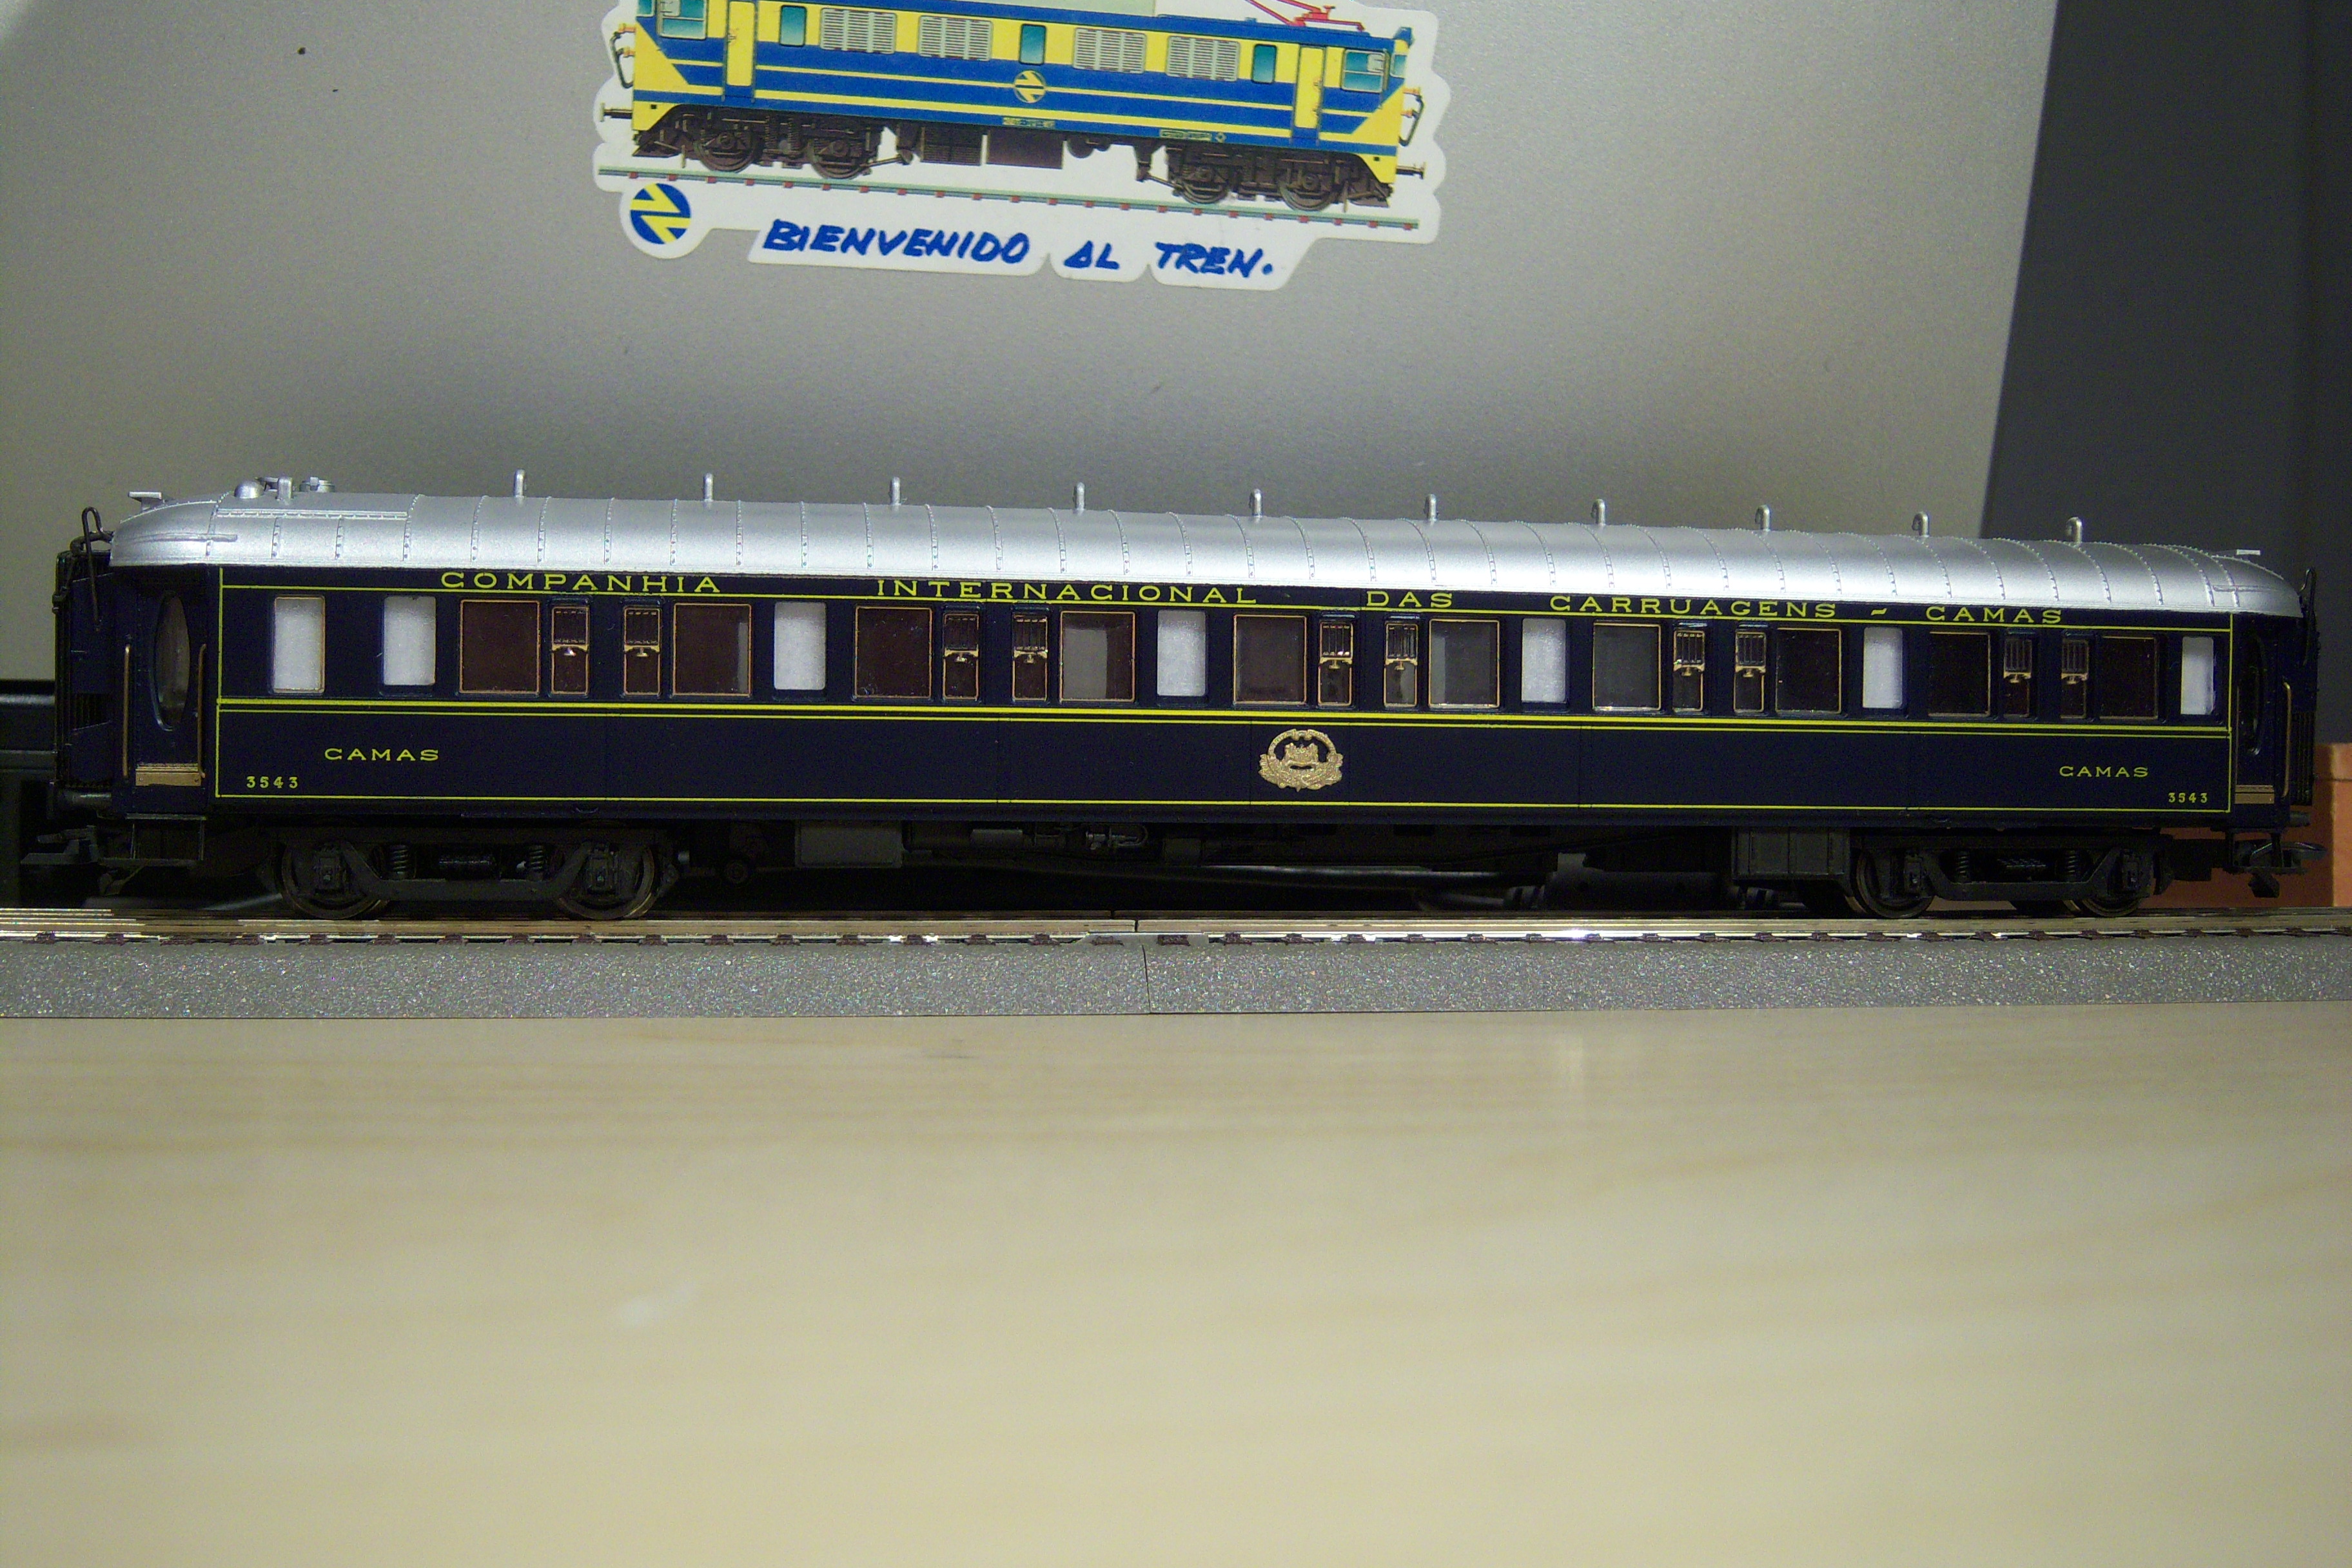 BIENVENIDO AL TREN.
COMPANHIA INTERNACIONAL DAS CARRUAGENS - CAMAS
CAMAS CAMAS
3543 3543